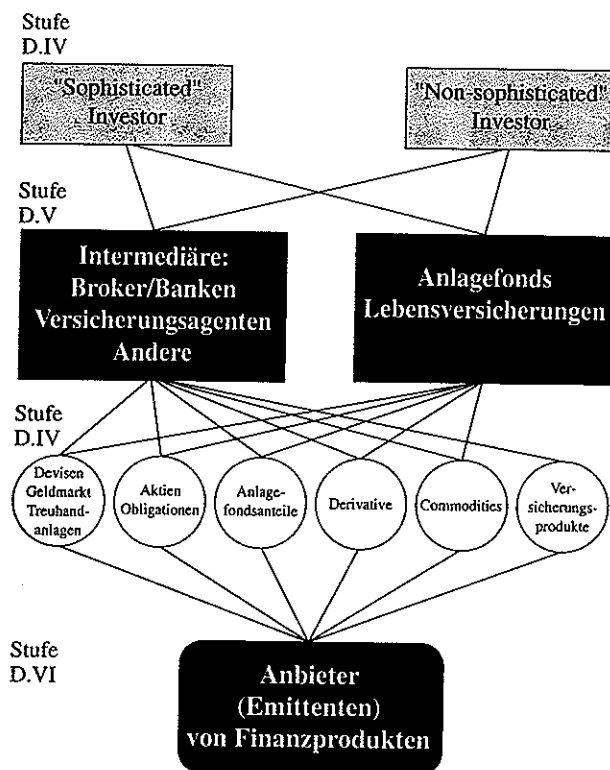 Stufe
D.IV
"Sophisticated"
Investor
"Non-sophisticated"
Investor
Stufe
D.V
Intermediäre:
Broker/Banken
Versicherungsagenten
Andere
Anlagefonds
Lebensversicherungen
Stufe
D.IV
Devisen
Geldmarkt
Treuhand-
anlagen
Aktien
Obligationen
Anlage-
fondsanteile
Derivative
Commodities
Ver-
sicherungs-
produkte
Stufe
D.VI
Anbieter
(Emittenten)
von Finanzprodukten